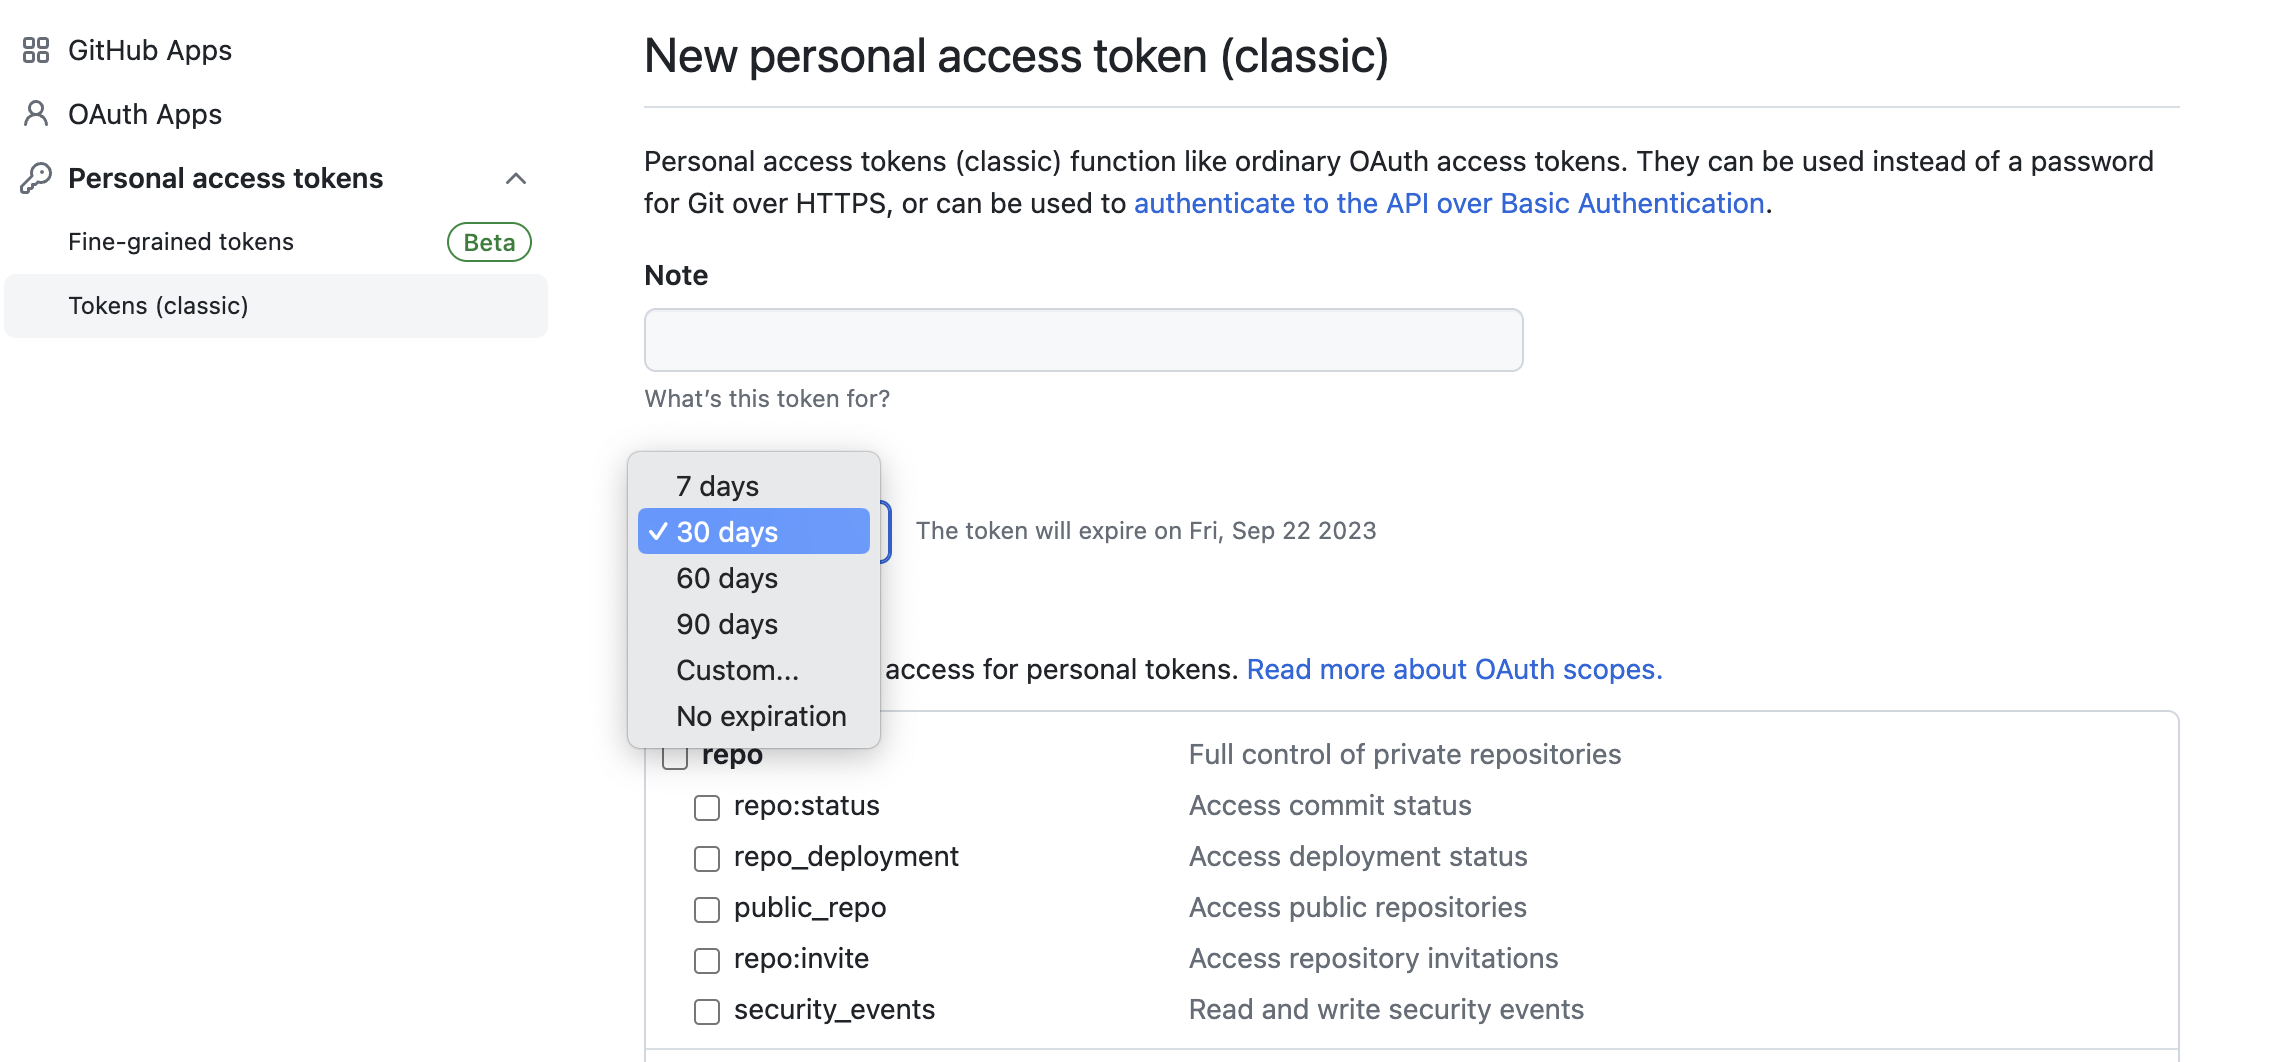 GitHub Apps
OAuth Apps
Personal access tokens
Fine-grained tokens Beta
Tokens (classic)
New personal access token (classic)
Personal access tokens (classic) function like ordinary OAuth access tokens. They can be used instead of a password
for Git over HTTPS, or can be used to authenticate to the API over Basic Authentication.
Note
What's this token for?
7 days
30 days
60 days
90 days
Custom...
No expiration
The token will expire on Fri, Sep 22 2023
access for personal tokens. Read more about OAuth scopes.
repo Full control of private repositories
repo:status Access commit status
repo_deployment Access deployment status
public_repo Access public repositories
repo:invite Access repository invitations
security_events Read and write security events